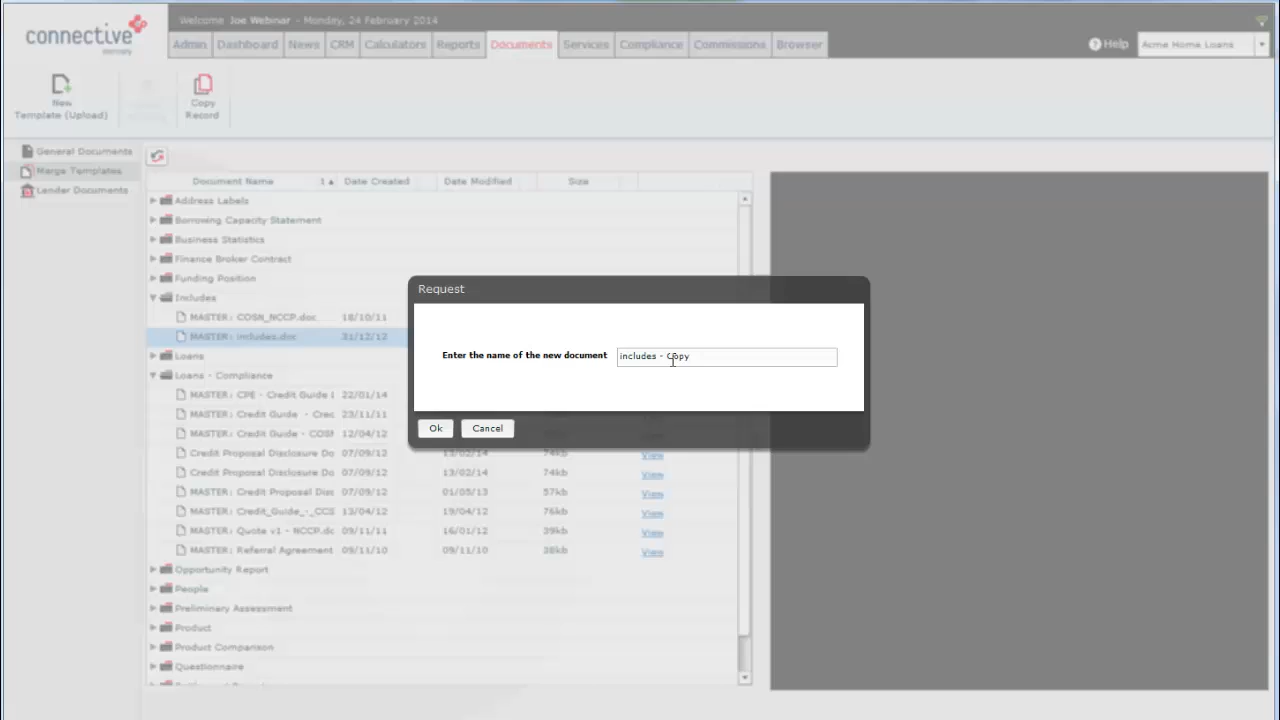 connective
Welcome Joe Webinar - Monday, 24 February 2014
Admin Dashboard News CRM Calculators Reports Documents Services Compliance Commissions Browser
Help Acme Home Loans
New
Template (Upload)
Copy
Record
General Documents
Merge Templates
Lender Documents
Document Name 1 Date Created Date Modified Size
Address Labels
Borrowing Capacity Statement
Business Statistics
Finance Broker Contract
Funding Position
Includes
MASTER: COSN_NCCP.doc 18/10/11
MASTER: includes.doc 31/12/12
Loans
Loans - Compliance
MASTER: CPE - Credit Guide 22/01/14
MASTER: Credit Guide - Crec 23/11/11
MASTER: Credit Guide - COSN 12/04/12
Credit Proposal Disclosure Do 07/09/12 13/02/14 74kb View
Credit Proposal Disclosure Do 07/09/12 13/02/14 74kb View
MASTER: Credit Proposal Disc 07/09/12 01/05/13 57kb View
MASTER: Credit_Guide_-_CCS 13/04/12 19/04/12 76kb View
MASTER: Quote v1 - NCCP.dc 09/11/11 16/01/12 39kb View
MASTER: Referral Agreement 09/11/10 09/11/10 38kb View
Opportunity Report
People
Preliminary Assessment
Product
Product Comparison
Questionnaire
Request
Enter the name of the new document includes - Copy
Ok Cancel